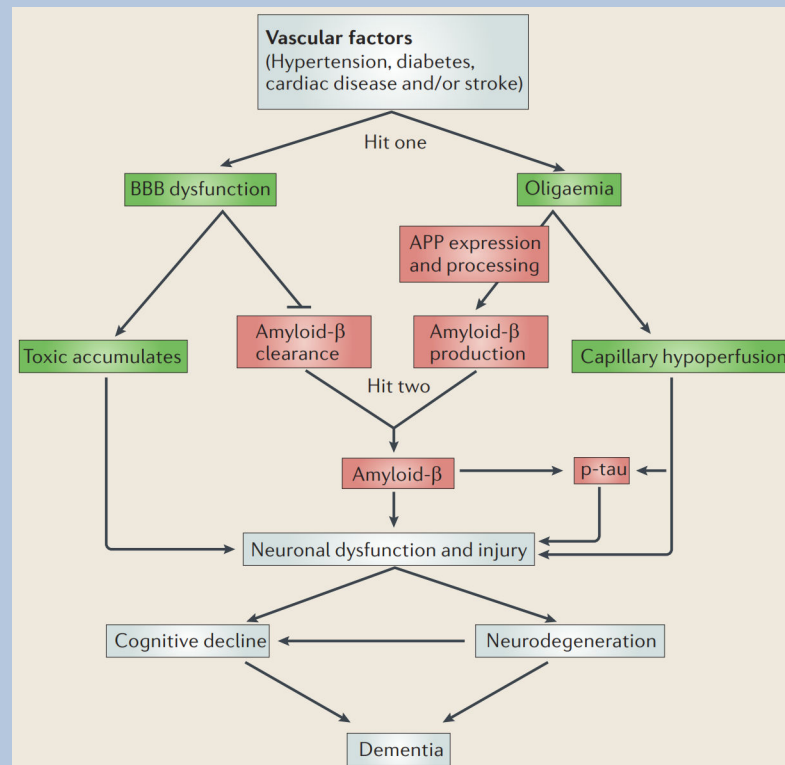 Vascular factors
(Hypertension, diabetes,
cardiac disease and/or stroke)
Hit one
BBB dysfunction
Oligaemia
APP expression
and processing
Toxic accumulates
Amyloid-β
clearance
Amyloid-β
production
Capillary hypoperfusion
Hit two
Amyloid-β
p-tau
Neuronal dysfunction and injury
Cognitive decline
Neurodegeneration
Dementia